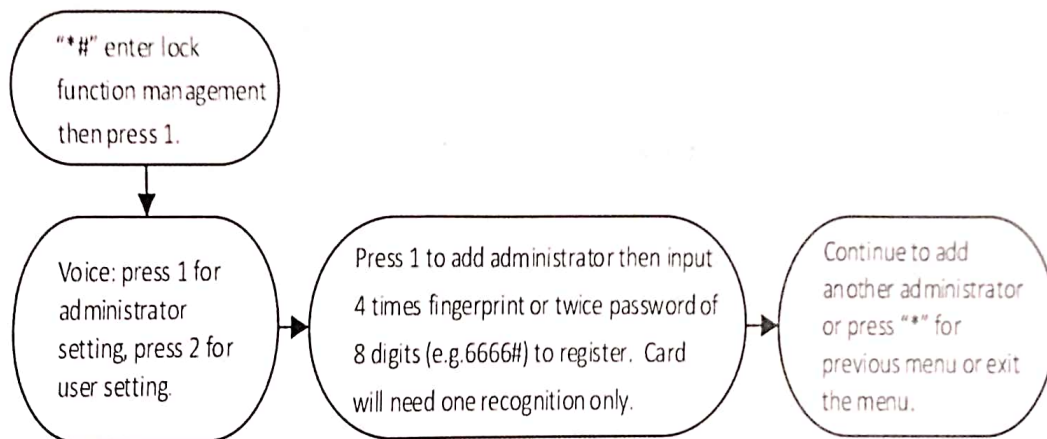 “*#” enter lock
function management
then press 1.
Voice: press 1 for
administrator
setting, press 2 for
user setting.
Press 1 to add administrator then input
4 times fingerprint or twice password of
8 digits (e.g.6666#) to register. Card
will need one recognition only.
Continue to add
another administrator
or press “*” for
previous menu or exit
the menu.